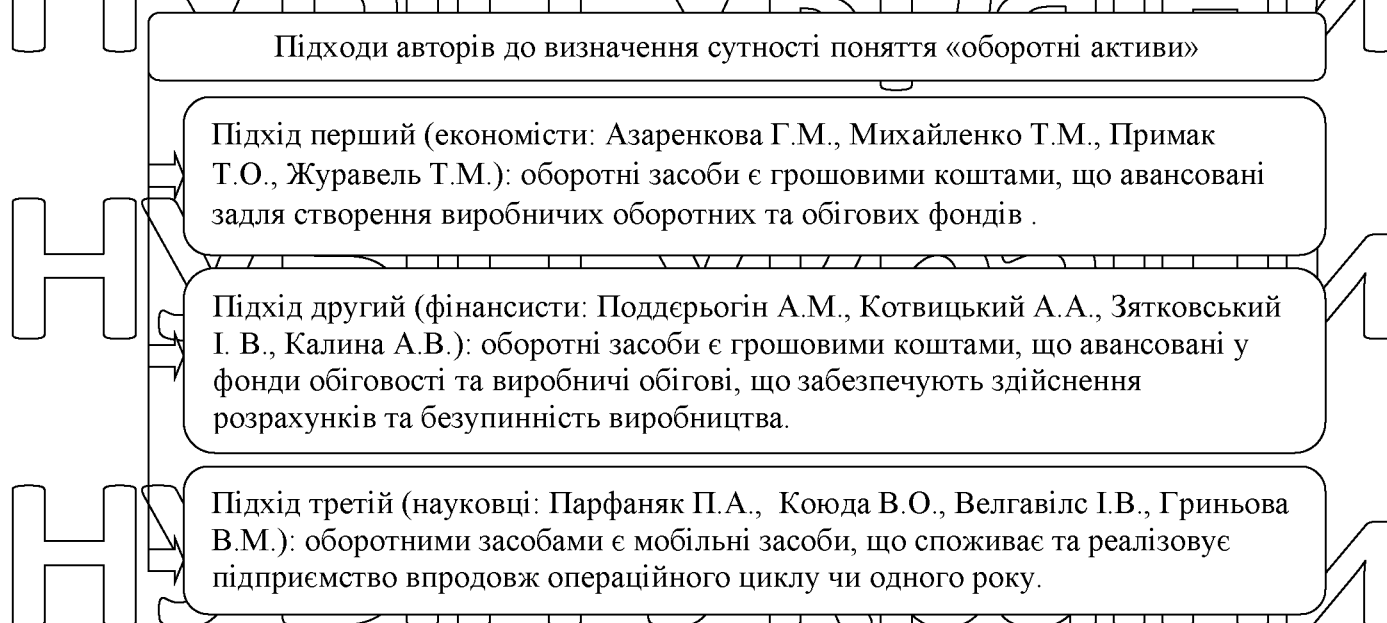 Підходи авторів до визначення сутності поняття «оборотні активи»
Підхід перший (економісти: Азаренкова Г.М., Михайленко Т.М., Примак
Т.О., Журавель Т.М.): оборотні засоби є грошовими коштами, що авансовані
задля створення виробничих оборотних та обігових фондів .
Підхід другий (фінансисти: Поддєрьогін А.М., Котвицький А.А., Зятковський
І. В., Калина А.В.): оборотні засоби є грошовими коштами, що авансовані у
фонди обіговості та виробничі обігові, що забезпечують здійснення
розрахунків та безупинність виробництва.
Підхід третій (науковці: Парфаняк П.А., Коюда В.О., Велгавілс І.В., Гриньова
В.М.): оборотними засобами є мобільні засоби, що споживає та реалізовує
підприємство впродовж операційного циклу чи одного року.